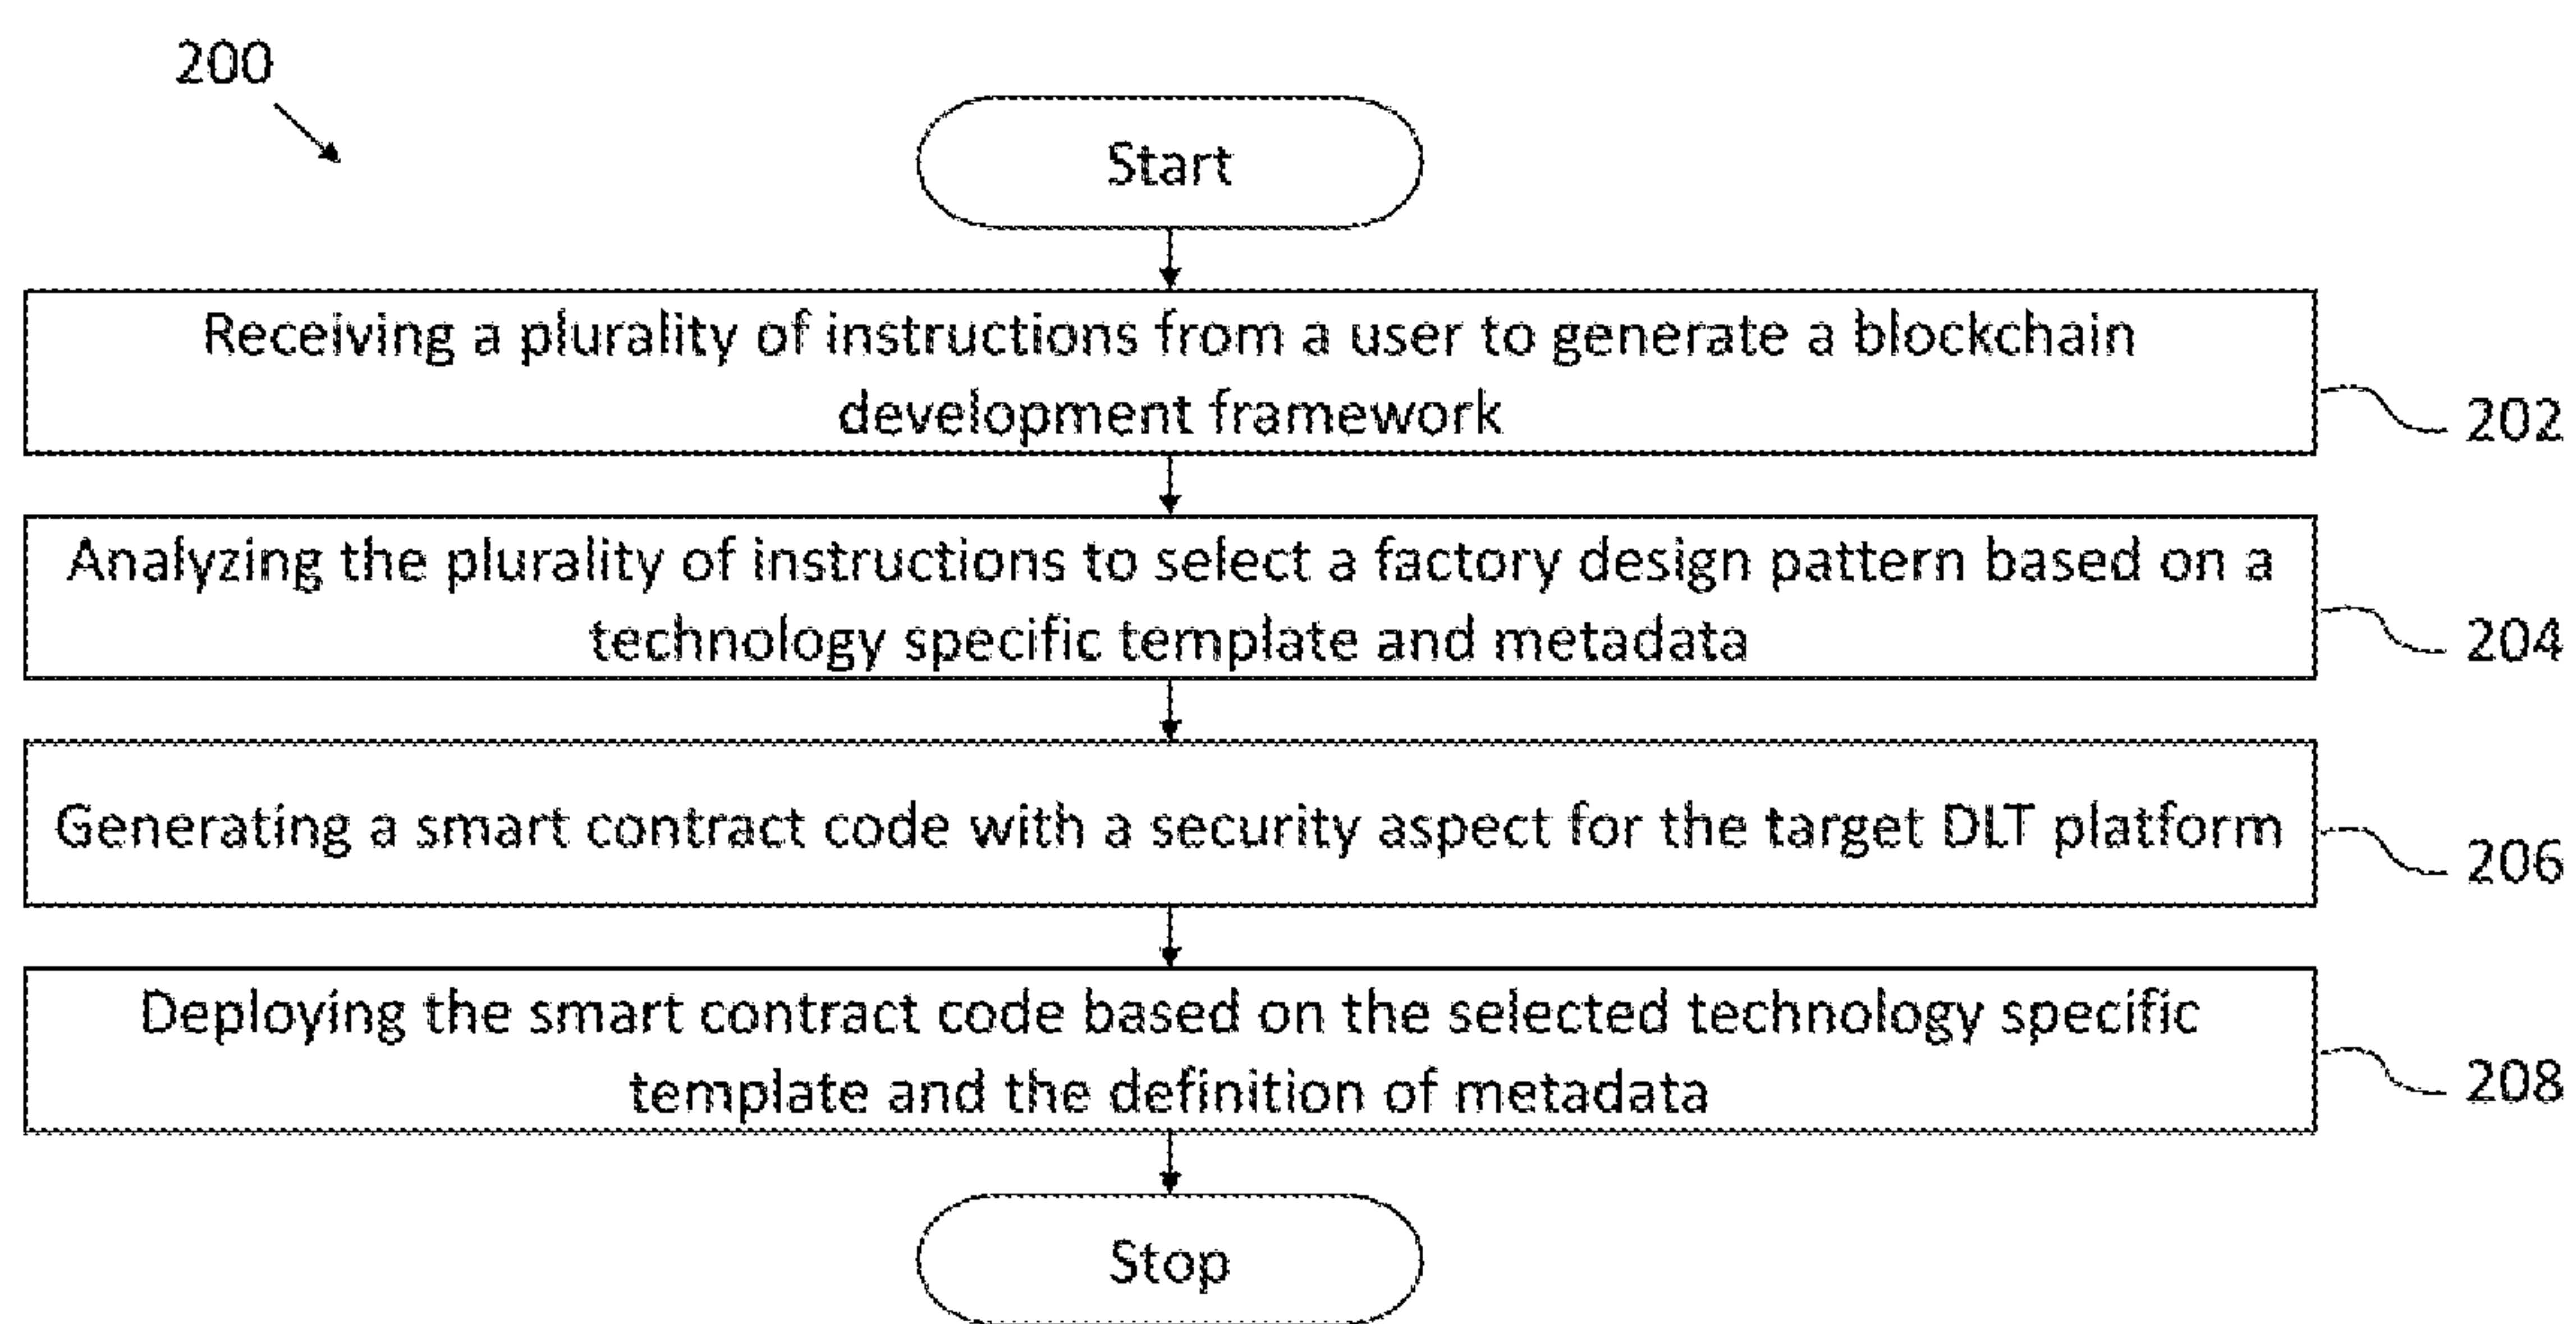 200
Start
Receiving a plurality of instructions from a user to generate a blockchain
development framework
202
Analyzing the plurality of instructions to select a factory design pattern based on a
technology specific template and metadata
204
Generating a smart contract code with a security aspect for the target DLT platform
206
Deploying the smart contract code based on the selected technology specific
template and the definition of metadata
208
Stop